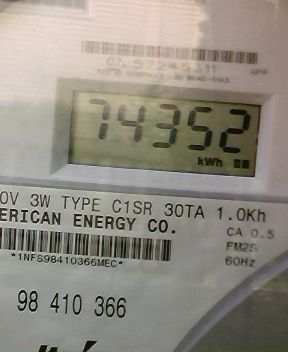 74352
kWh
0V 3W TYPE C1SR 30TA 1.0Kh
ERICAN ENERGY CO.
CA 0.5
FM2S
60Hz
*1NFS98410366MEC*
98 410 366